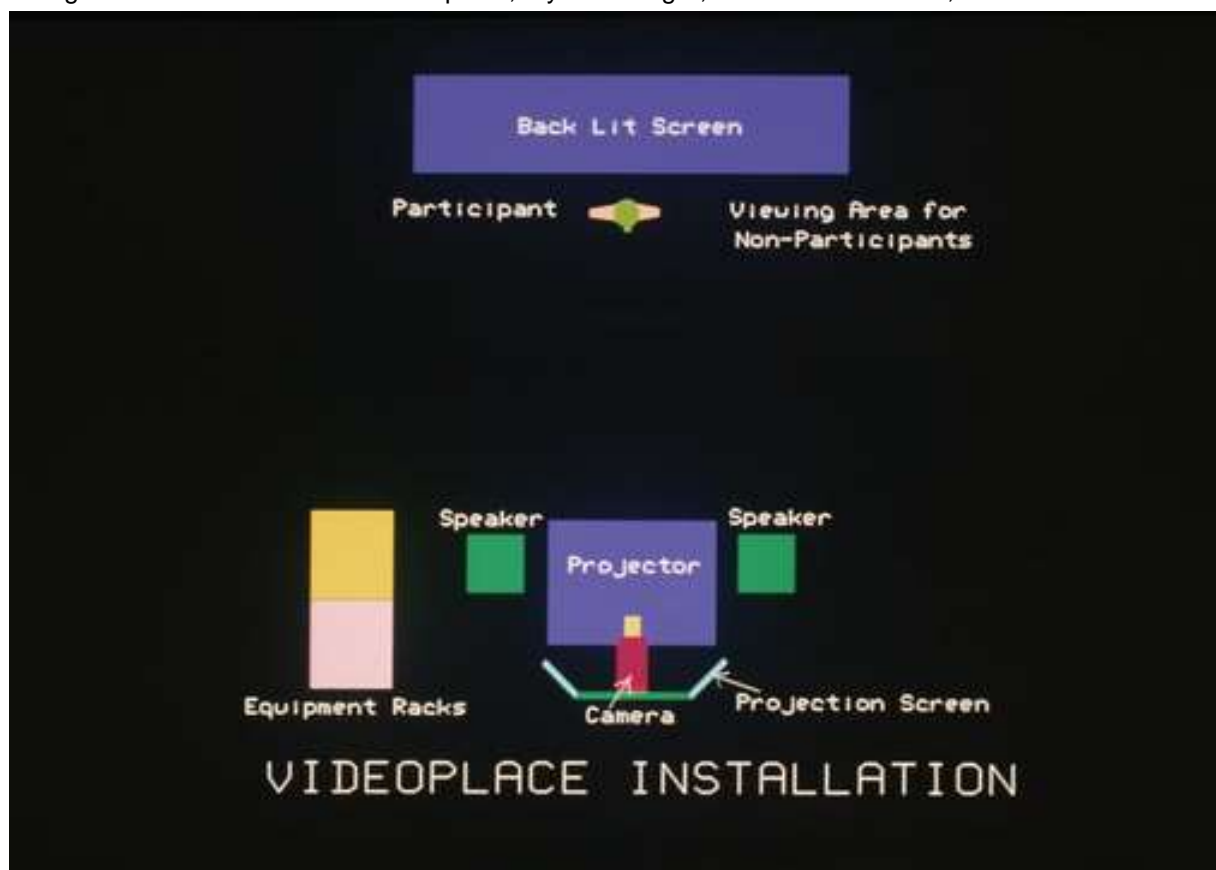 Back Lit Screen
Participant
Viewing Area for
Non-Participants
Speaker
Speaker
Projector
Equipment Racks
Camera
Projection Screen
VIDEOPLACE INSTALLATION